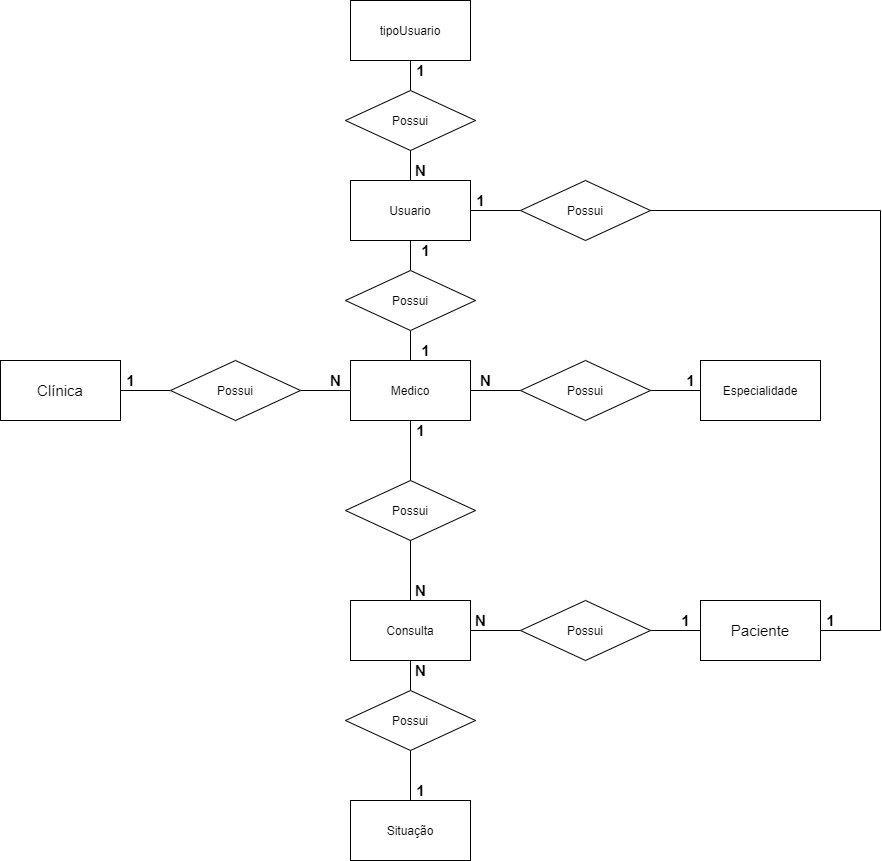 tipoUsuario
1
Possui
N
Usuario
1
Possui
1
Possui
1
Clínica
1
Possui
N
Medico
N
Possui
1
Especialidade
1
Possui
N
Consulta
N
Possui
1
Paciente
1
N
Possui
1
Situação